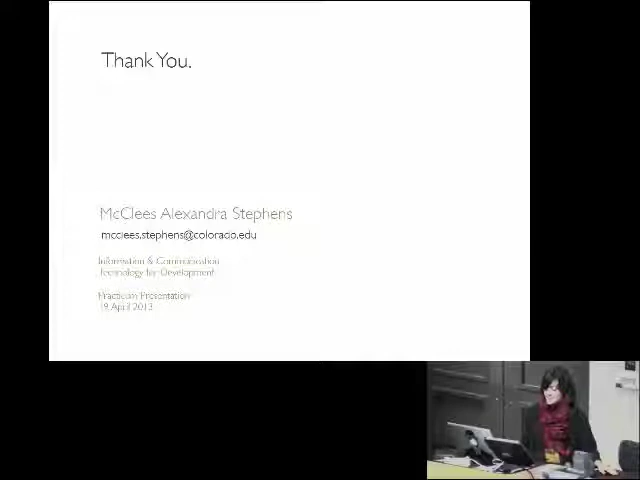 Thank You.
McClees Alexandra Stephens
mcclees.stephens@colorado.edu
Information & Communication
Technology for Development
Practicum Presentation
19 April 2013